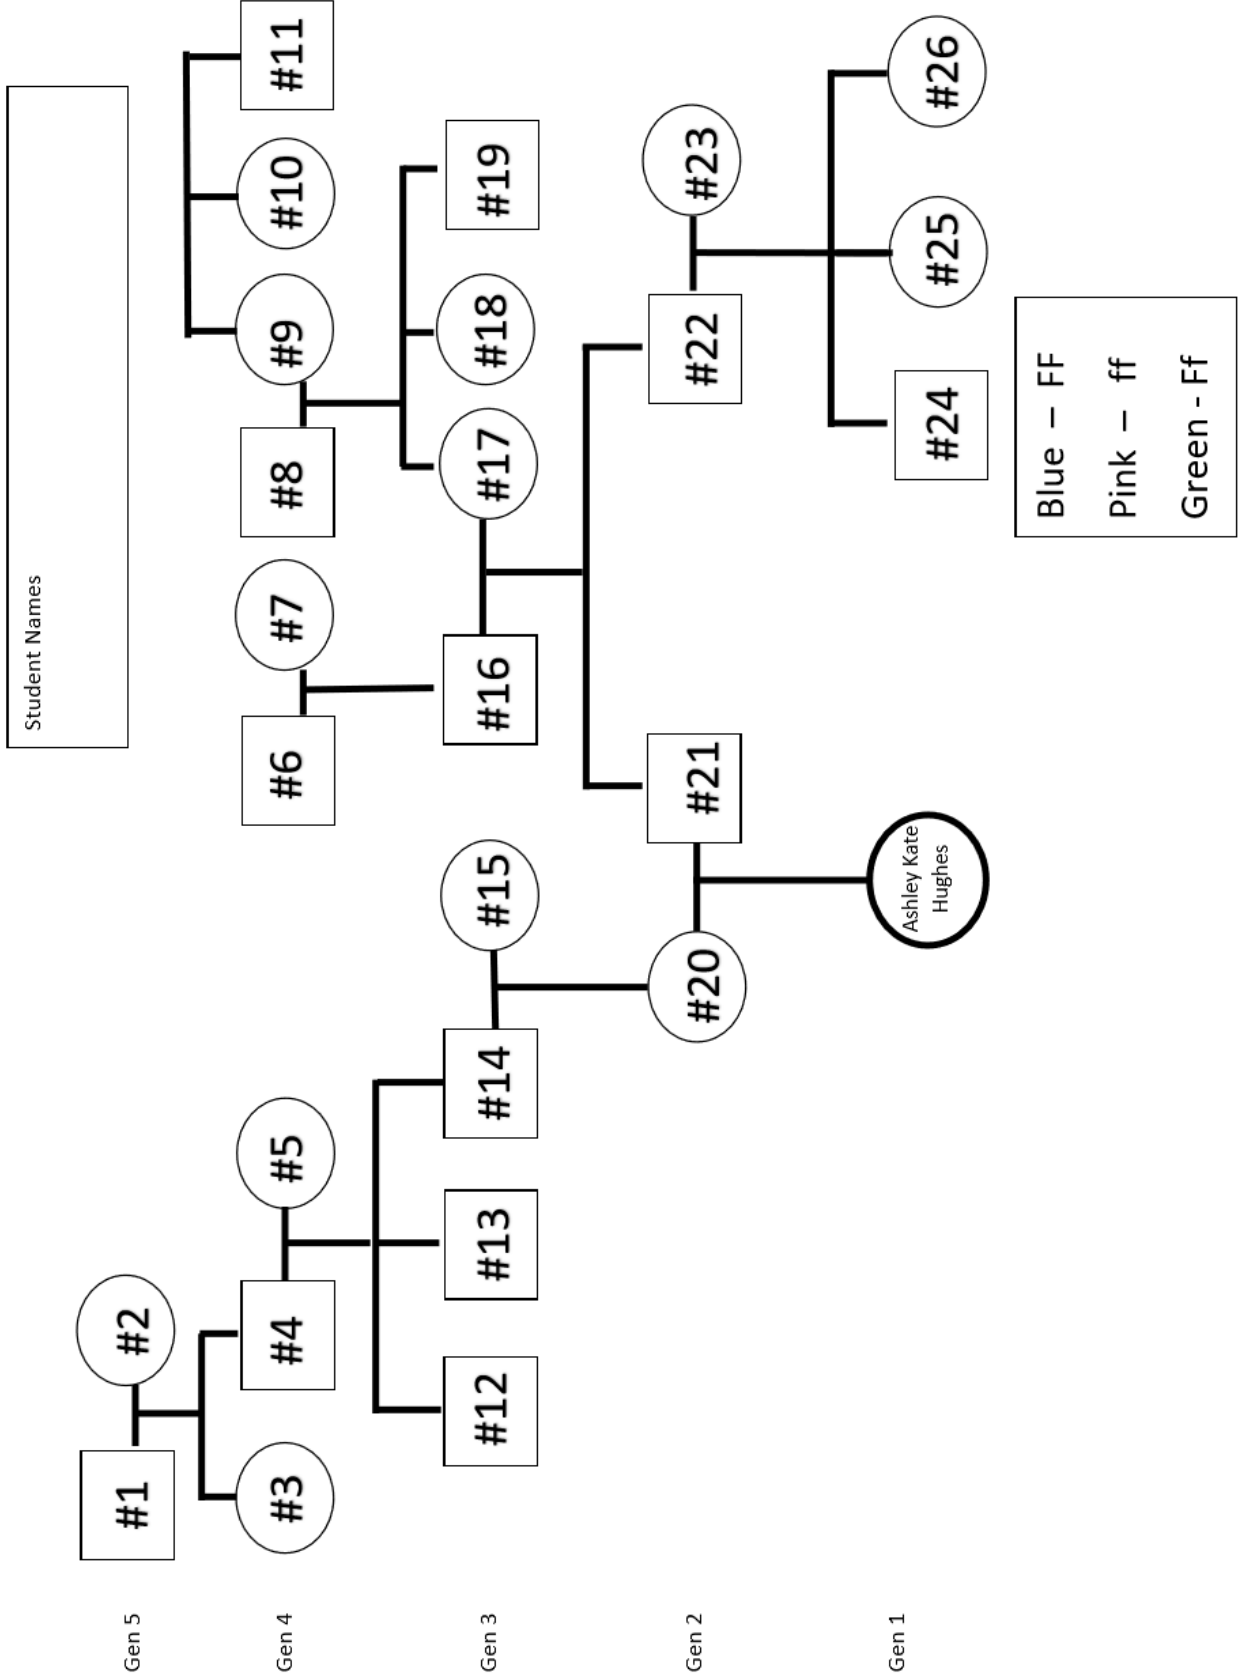 Student Names
Gen 5
#1
#2
Gen 4
#3
#4
#5
#6
#7
#8
#9
#10
#11
Gen 3
#12
#13
#14
#15
#16
#17
#18
#19
Gen 2
#20
#21
#22
#23
Gen 1
Ashley Kate
Hughes
#24
#25
#26
Blue – FF
Pink – ff
Green - Ff